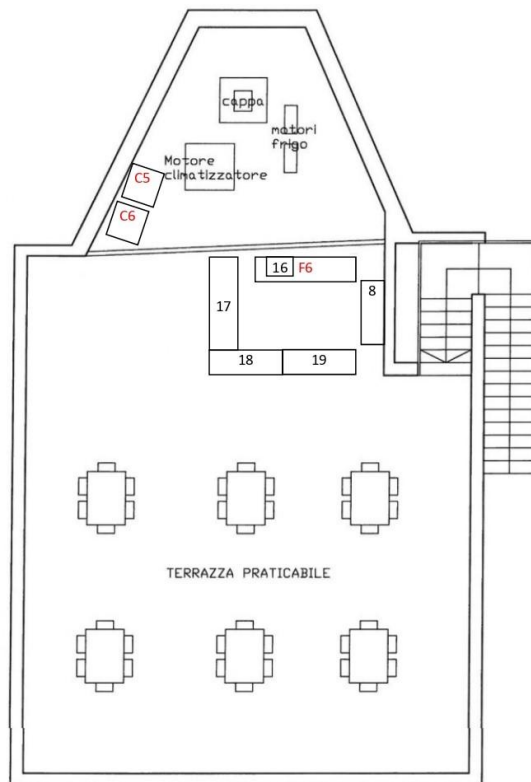 cappa
motori
frigo
Motore
climatizzatore
C5
C6
16 F6
8
17
18 19
TERRAZZA PRATICABILE